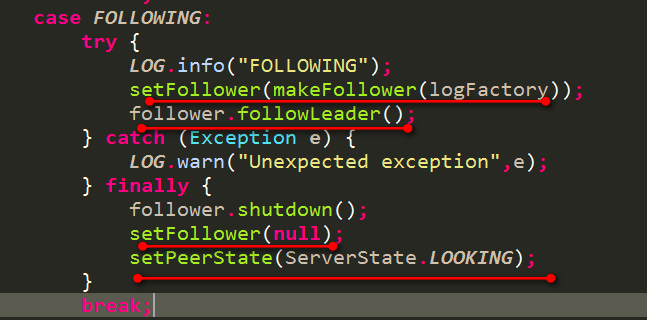 case FOLLOWING:
try {
LOG.info("FOLLOWING");
setFollower(makeFollower(logFactory));
follower.followLeader();
} catch (Exception e) {
LOG.warn("Unexpected exception",e);
} finally {
follower.shutdown();
setFollower(null);
setPeerState(ServerState.LOOKING);
}
break;